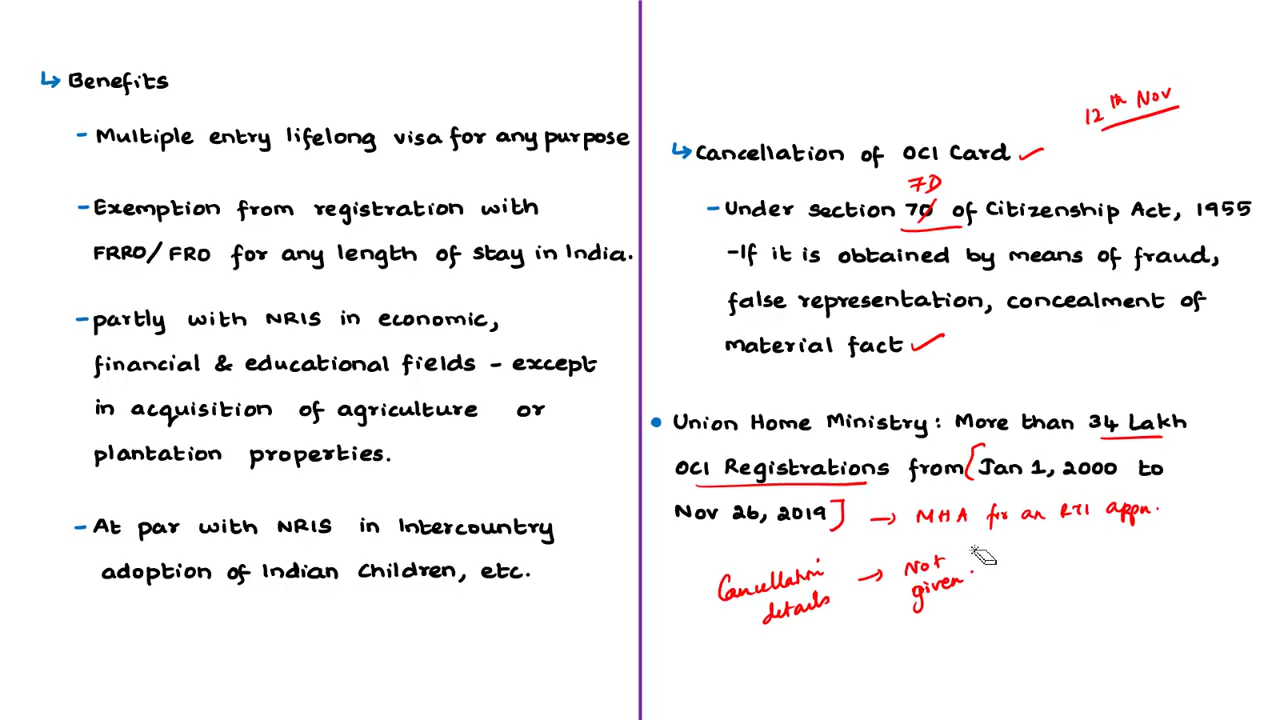 ↳ Benefits
- Multiple entry lifelong visa for any purpose
- Exemption from registration with
FRRO/FRO for any length of stay in India.
- partly with NRIS in economic,
financial & educational fields - except
in acquisition of agriculture or
plantation properties.
- At par with NRIS in Intercountry
adoption of Indian Children, etc.
12th Nov
↳ Cancellation of OCI Card ✓
7D
- Under section 70 of Citizenship Act, 1955
-If it is obtained by means of fraud,
false representation, concealment of
material fact ✓
• Union Home Ministry: More than 34 Lakh
OCI Registrations from [Jan 1, 2000 to
Nov 26, 2019] → MHA for an RTI appn.
Cancellation → Not
details given.